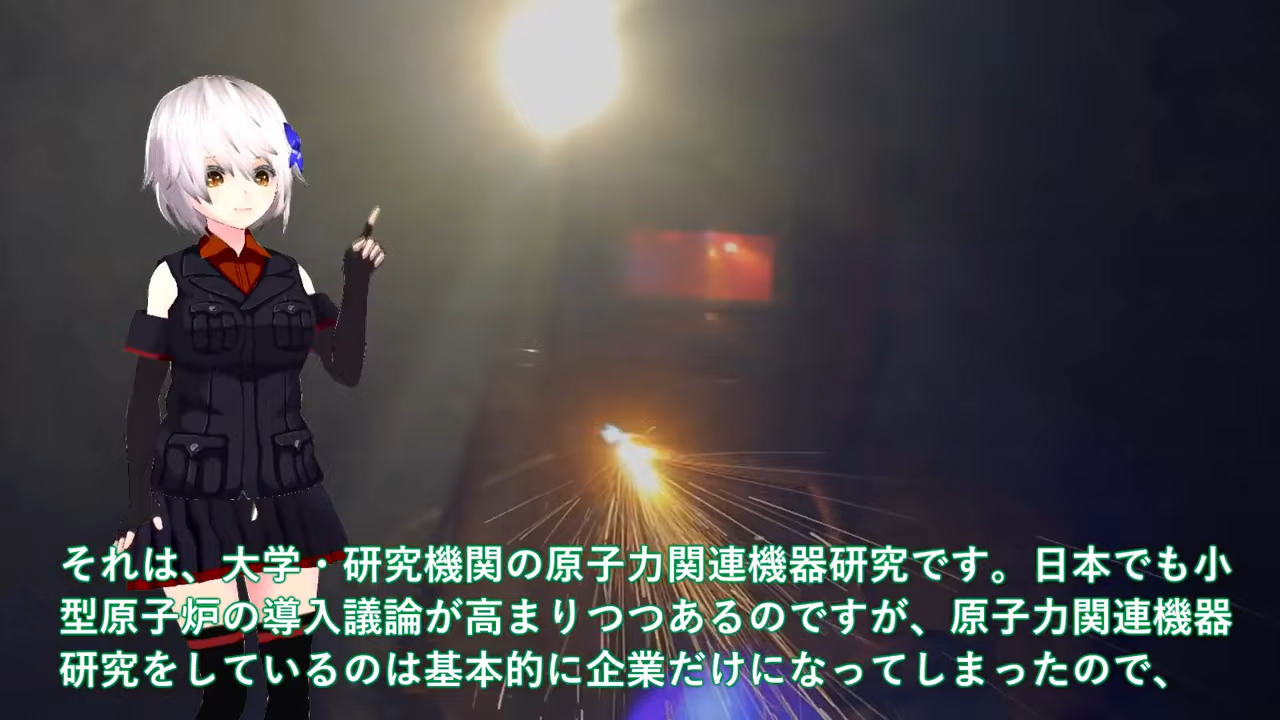 それは、大学・研究機関の原子力関連機器研究です。日本でも小
型原子炉の導入議論が高まりつつあるのですが、原子力関連機器
研究をしているのは基本的に企業だけになってしまったので、